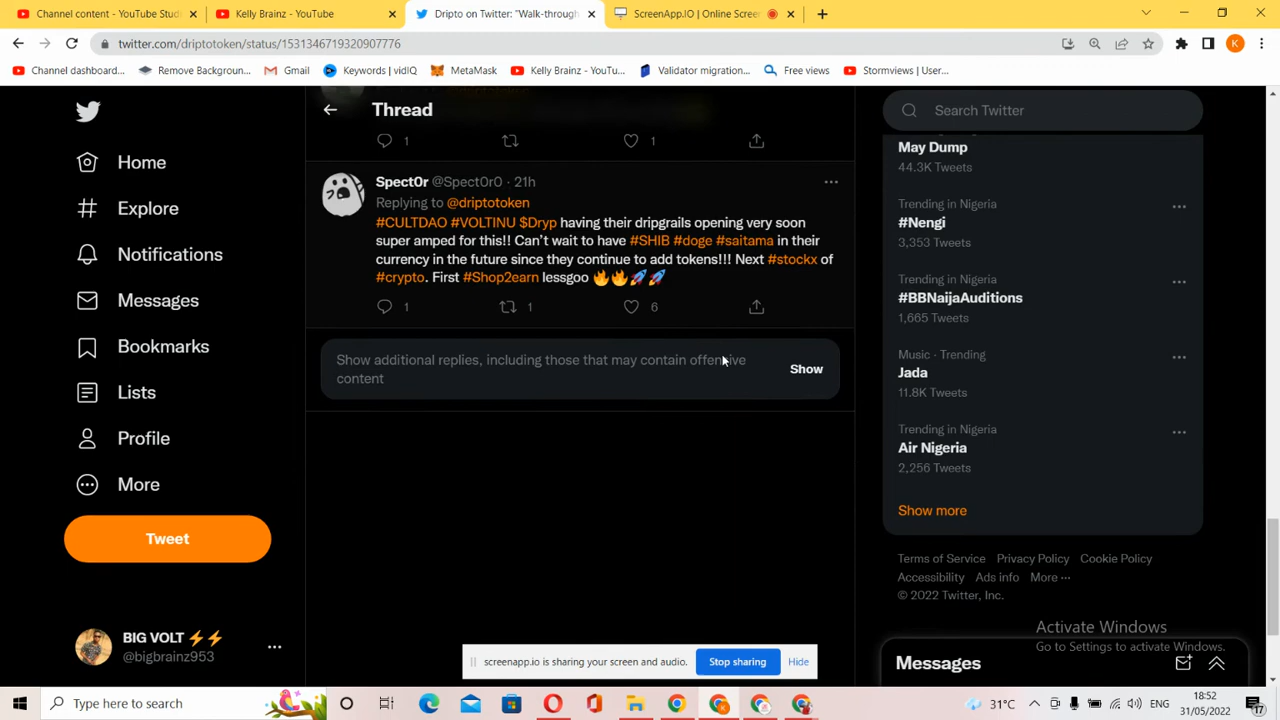 Channel content - YouTube Studi
Kelly Brainz - YouTube
Dripto on Twitter: "Walk-through
ScreenApp.IO | Online Scree
twitter.com/driptotoken/status/1531346719320907776
K
Channel dashboard...
Remove Backgroun...
Gmail
Keywords | vidIQ
MetaMask
Kelly Brainz - YouTu...
Validator migration...
Free views
Stormviews | User...
Thread
Search Twitter
1
1
May Dump
44.3K Tweets
Home
Explore
Notifications
Messages
Bookmarks
Lists
Profile
More
Tweet
BIG VOLT ⚡⚡
@bigbrainz953
Spect0r @Spect0r0 · 21h
Replying to @driptotoken
#CULTDAO #VOLTINU $Dryp having their dripgrails opening very soon
super amped for this!! Can't wait to have #SHIB #doge #saitama in their
currency in the future since they continue to add tokens!!! Next #stockx of
#crypto. First #Shop2earn lessgoo 🔥🔥🚀🚀
1
1
6
Show additional replies, including those that may contain offensive
content
Show
Trending in Nigeria
#Nengi
3,353 Tweets
Trending in Nigeria
#BBNaijaAuditions
1,665 Tweets
Music · Trending
Jada
11.8K Tweets
Trending in Nigeria
Air Nigeria
2,256 Tweets
Show more
Terms of Service Privacy Policy Cookie Policy
Accessibility Ads info More ···
© 2022 Twitter, Inc.
Activate Windows
Go to Settings to activate Windows.
Messages
screenapp.io is sharing your screen and audio.
Stop sharing
Hide
Type here to search
31°C
ENG
18:52
31/05/2022
17